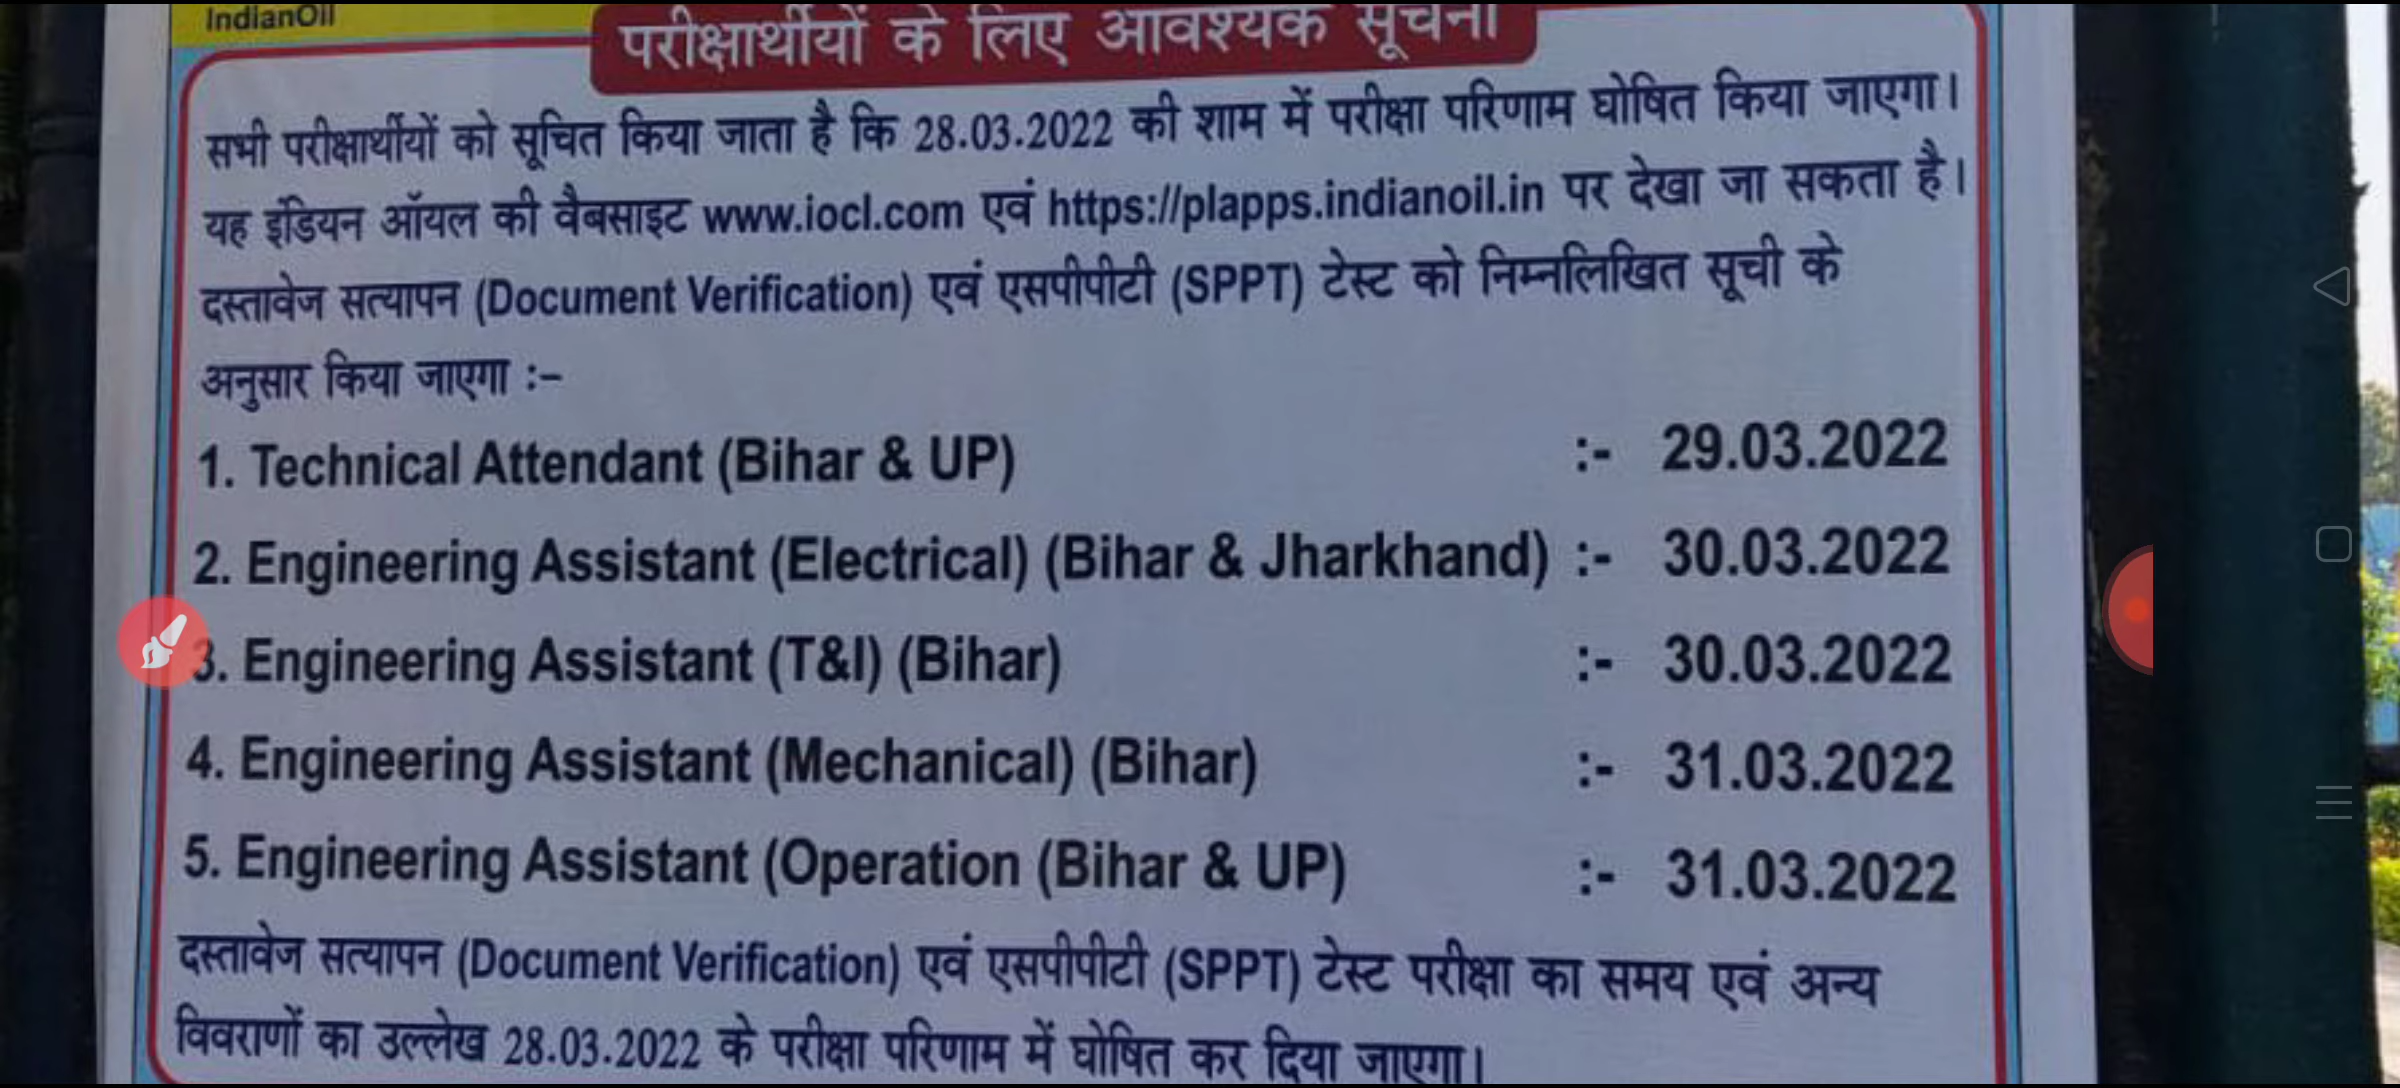 IndianOil
परीक्षार्थीयों के लिए आवश्यक सूचना
सभी परीक्षार्थीयों को सूचित किया जाता है कि 28.03.2022 की शाम में परीक्षा परिणाम घोषित किया जाएगा।
यह इंडियन ऑयल की वैबसाइट www.iocl.com एवं https://plapps.indianoil.in पर देखा जा सकता है।
दस्तावेज सत्यापन (Document Verification) एवं एसपीपीटी (SPPT) टेस्ट को निम्नलिखित सूची के
अनुसार किया जाएगा :–
1. Technical Attendant (Bihar & UP) :- 29.03.2022
2. Engineering Assistant (Electrical) (Bihar & Jharkhand) :- 30.03.2022
3. Engineering Assistant (T&I) (Bihar) :- 30.03.2022
4. Engineering Assistant (Mechanical) (Bihar) :- 31.03.2022
5. Engineering Assistant (Operation (Bihar & UP) :- 31.03.2022
दस्तावेज सत्यापन (Document Verification) एवं एसपीपीटी (SPPT) टेस्ट परीक्षा का समय एवं अन्य
विवराणों का उल्लेख 28.03.2022 के परीक्षा परिणाम में घोषित कर दिया जाएगा।